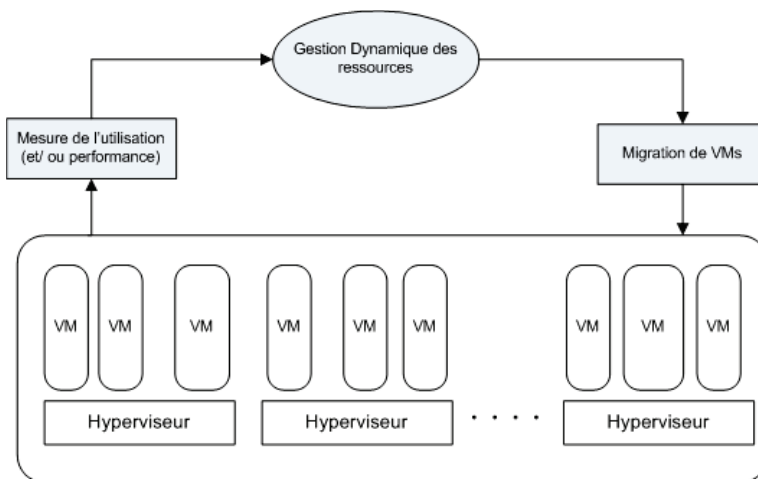 Gestion Dynamique des
ressources
Mesure de l'utilisation
(et/ ou performance)
Migration de VMs
VM
VM
VM
VM
VM
VM
VM
VM
VM
Hyperviseur
Hyperviseur
. . . .
Hyperviseur